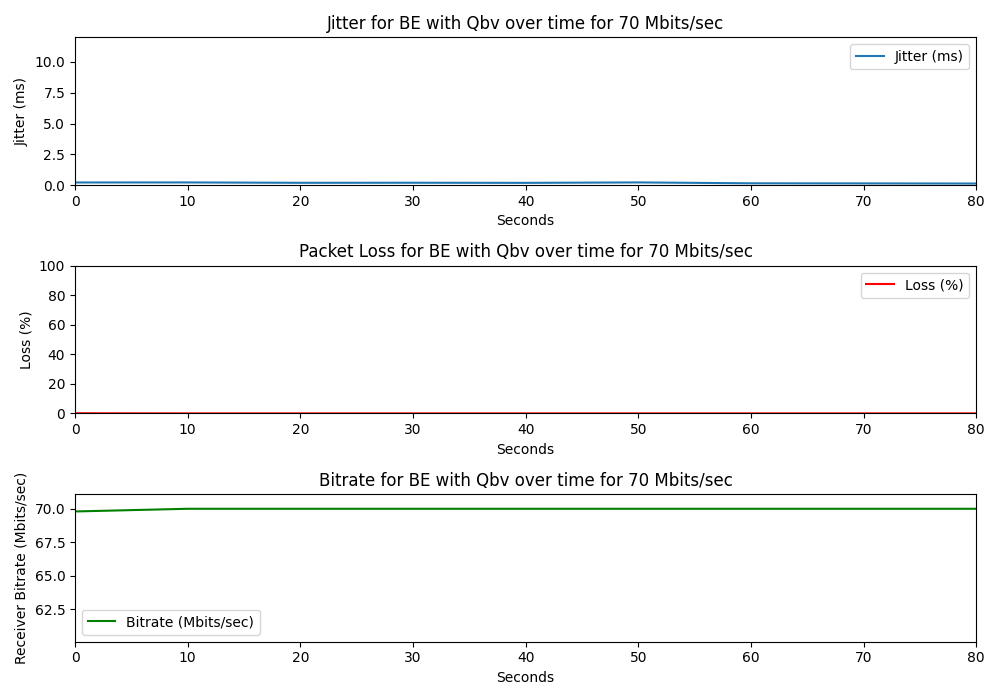 Jitter for BE with Qbv over time for 70 Mbits/sec
Jitter (ms)
10.0
7.5
5.0
2.5
0.0
Jitter (ms)
0 10 20 30 40 50 60 70 80
Seconds
Packet Loss for BE with Qbv over time for 70 Mbits/sec
Loss (%)
100
80
60
40
20
0
Loss (%)
0 10 20 30 40 50 60 70 80
Seconds
Bitrate for BE with Qbv over time for 70 Mbits/sec
Receiver Bitrate (Mbits/sec)
70.0
67.5
65.0
62.5
Bitrate (Mbits/sec)
0 10 20 30 40 50 60 70 80
Seconds